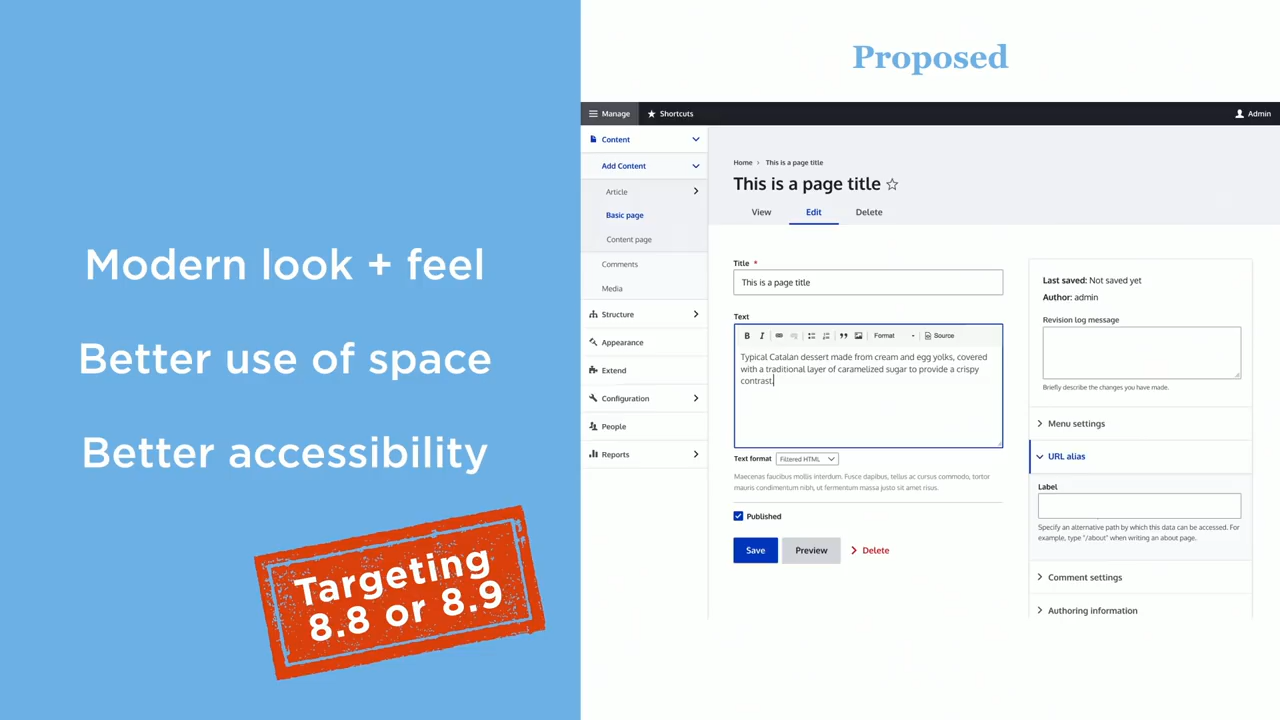 Modern look + feel
Better use of space
Better accessibility
Targeting
8.8 or 8.9
Proposed
Manage
Shortcuts
Admin
Content
Add Content
Article
Basic page
Content page
Comments
Media
Structure
Appearance
Extend
Configuration
People
Reports
Home › This is a page title
This is a page title
View
Edit
Delete
Title *
This is a page title
Text
B I Format Source
Typical Catalan dessert made from cream and egg yolks, covered
with a traditional layer of caramelized sugar to provide a crispy
contrast.
Text format Filtered HTML
Maecenas faucibus mollis interdum. Fusce dapibus, tellus ac cursus commodo, tortor
mauris condimentum nibh, ut fermentum massa justo sit amet risus.
Published
Save
Preview
Delete
Last saved: Not saved yet
Author: admin
Revision log message
Briefly describe the changes you have made.
Menu settings
URL alias
Label
Specify an alternative path by which this data can be accessed. For
example, type "/about" when writing an about page.
Comment settings
Authoring information